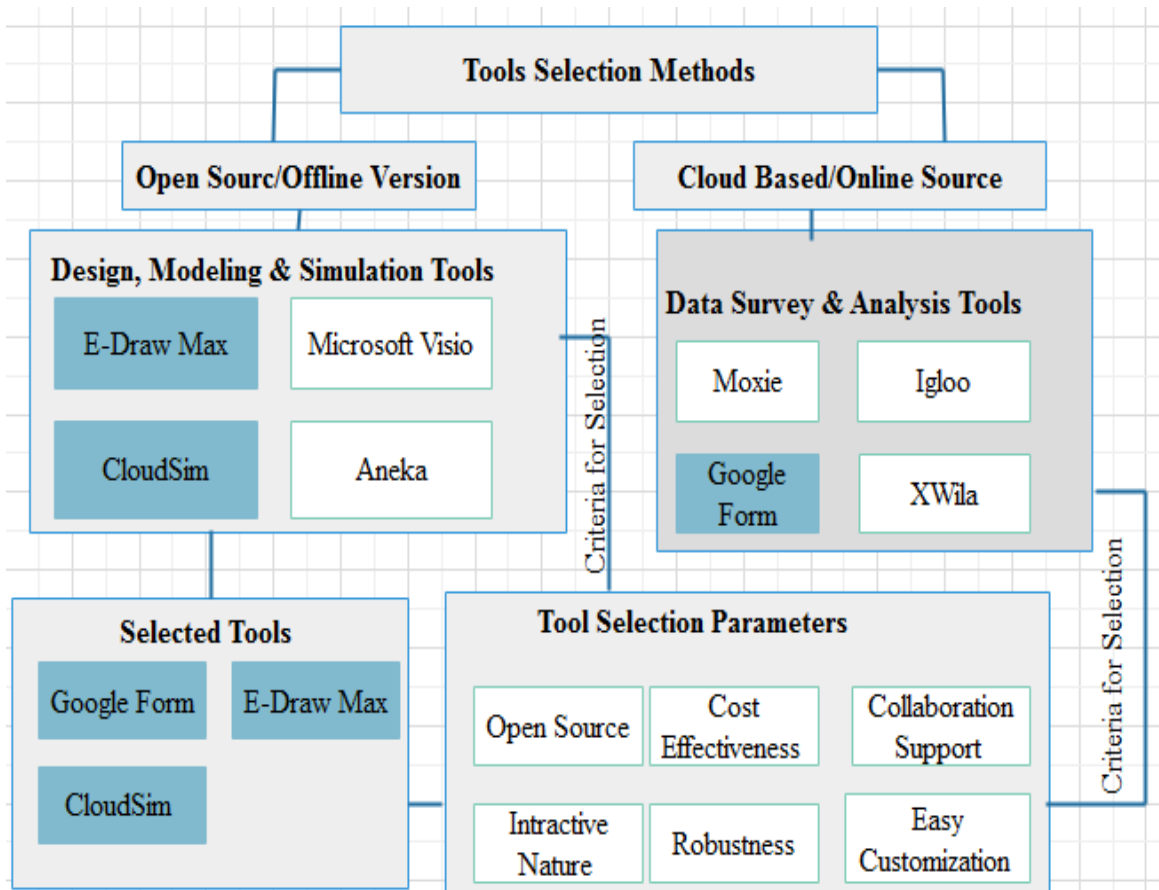 Tools Selection Methods
Open Sourc/Offline Version
Cloud Based/Online Source
Design, Modeling & Simulation Tools
E-Draw Max
Microsoft Visio
CloudSim
Aneka
Criteria for Selection
Data Survey & Analysis Tools
Moxie
Igloo
Google
Form
XWila
Criteria for Selection
Selected Tools
Google Form
E-Draw Max
CloudSim
Tool Selection Parameters
Open Source
Cost
Effectiveness
Collaboration
Support
Intractive
Nature
Robustness
Easy
Customization